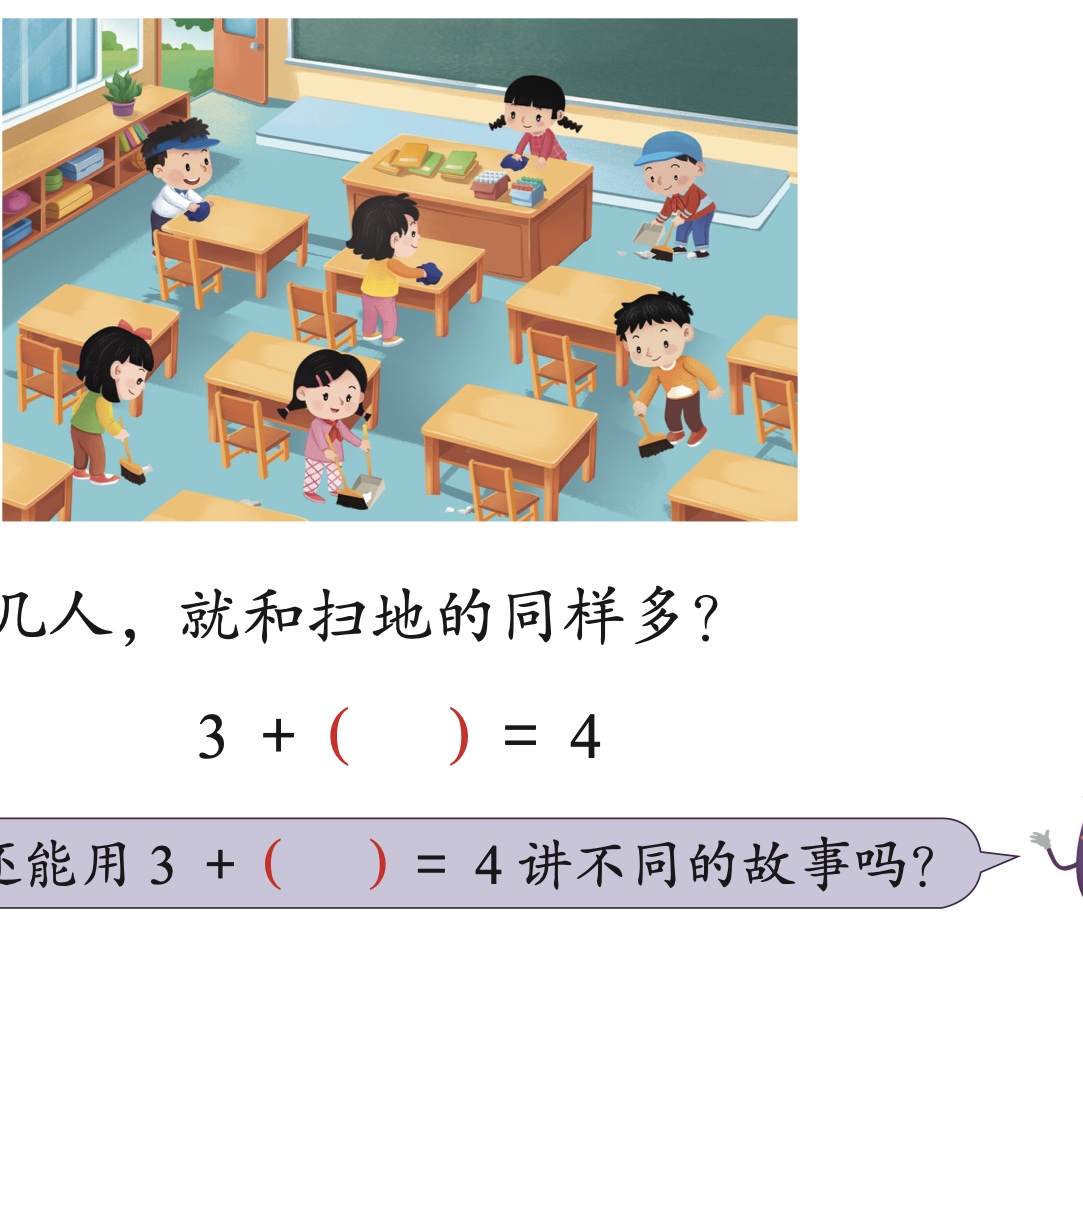 几人，就和扫地的同样多？
3 + (  ) = 4
还能用 3 + (  ) = 4 讲不同的故事吗？